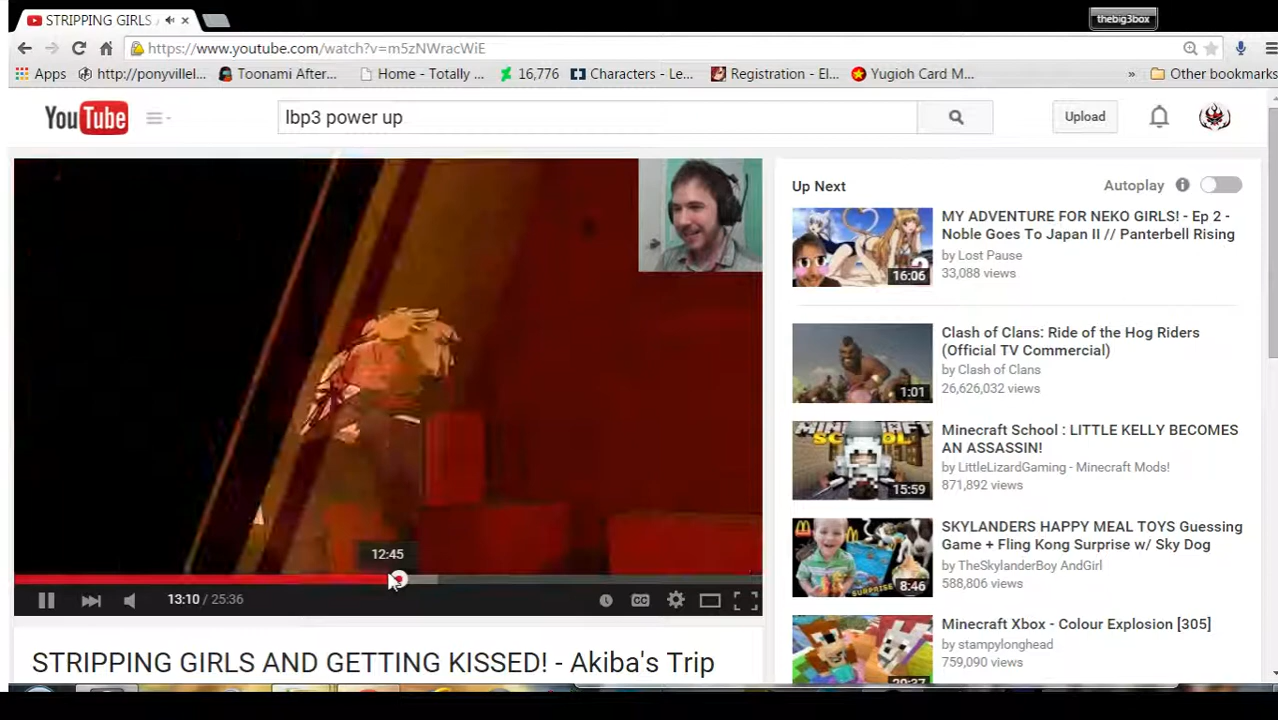 STRIPPING GIRLS
thebig3box
https://www.youtube.com/watch?v=m5zNWracWiE
Apps
http://ponyvillel...
Toonami After...
Home - Totally ...
16,776
Characters - Le...
Registration - El...
Yugioh Card M...
»
Other bookmarks
YouTube
lbp3 power up
Upload
Up Next
Autoplay
MY ADVENTURE FOR NEKO GIRLS! - Ep 2 -
Noble Goes To Japan II // Panterbell Rising
by Lost Pause
33,088 views
16:06
Clash of Clans: Ride of the Hog Riders
(Official TV Commercial)
by Clash of Clans
26,626,032 views
1:01
Minecraft School : LITTLE KELLY BECOMES
AN ASSASSIN!
by LittleLizardGaming - Minecraft Mods!
871,892 views
15:59
SKYLANDERS HAPPY MEAL TOYS Guessing
Game + Fling Kong Surprise w/ Sky Dog
by TheSkylanderBoy AndGirl
588,806 views
8:46
Minecraft Xbox - Colour Explosion [305]
by stampylonghead
759,090 views
12:45
13:10 / 25:36
CC
STRIPPING GIRLS AND GETTING KISSED! - Akiba's Trip